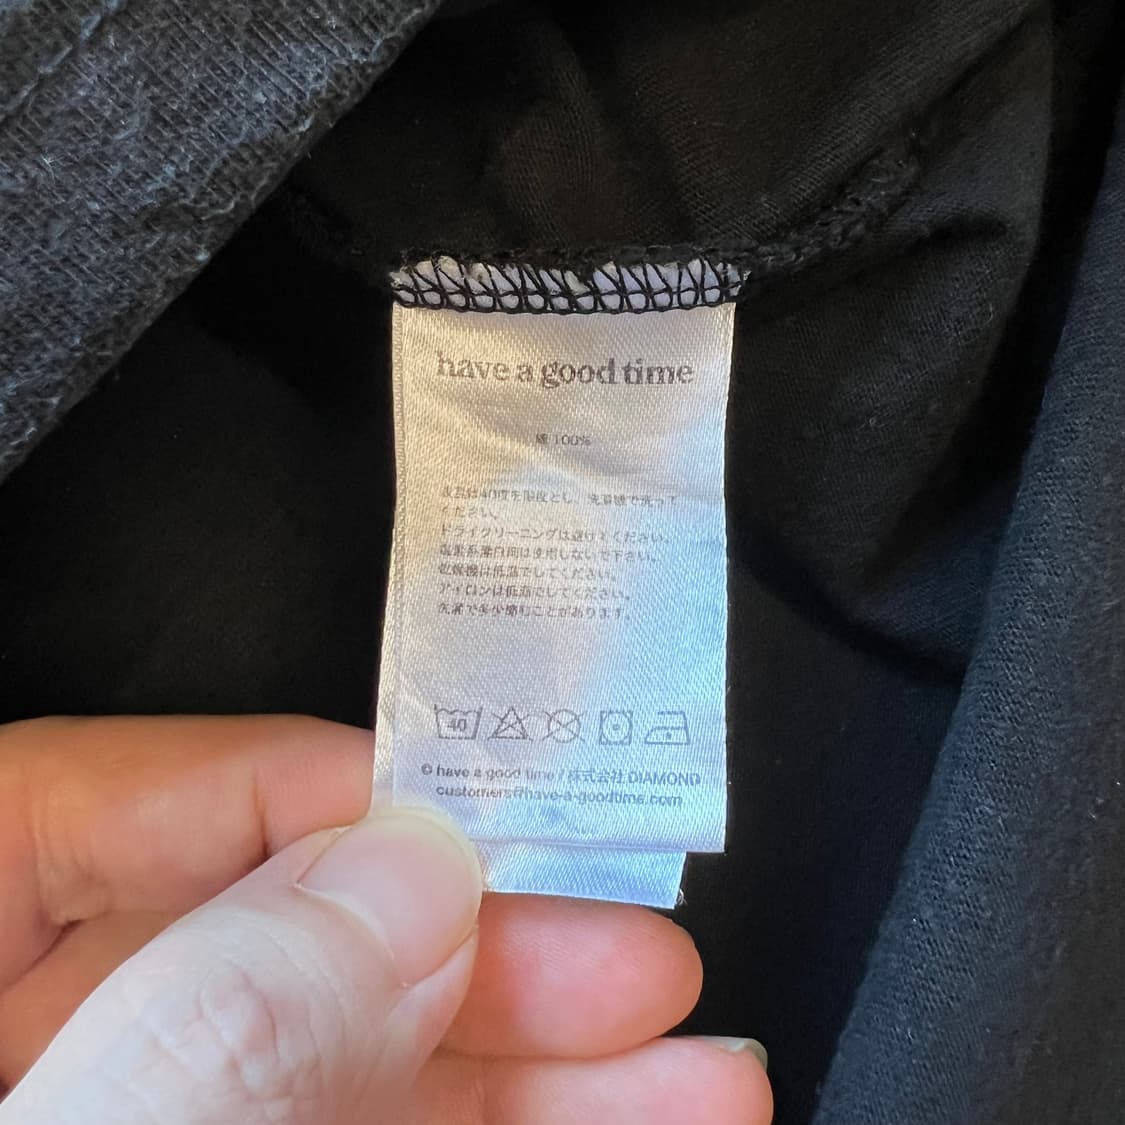 have a good time
綿 100%
液温は40度を限度とし、洗濯機で洗って
ください。
ドライクリーニングは避けてください。
塩素系漂白剤は使用しないで下さい。
乾燥機は低温でしてください。
アイロンは低温でしてください。
洗濯で多少縮むことがあります。
40
© have a good time / 株式会社 DIAMOND
customers@have-a-goodtime.com